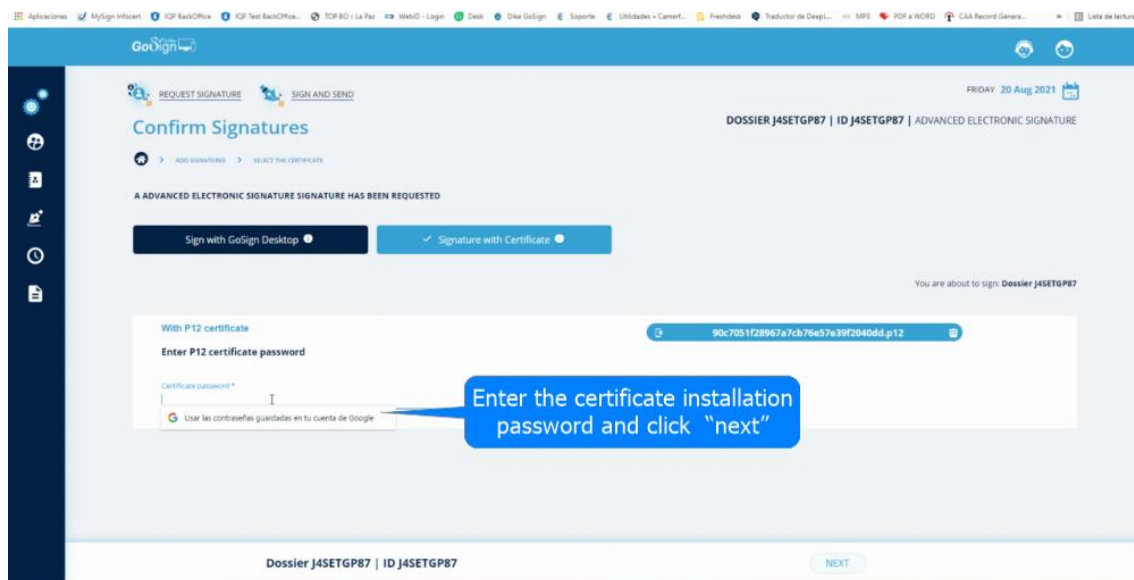 Aplicaciones MySign Infocert IQP BackOffice IQP Test BackOffice... TOP.BO :: La Paz WebID - Login Desk Dike GoSign Soporte Utilidades » Camerf... Freshdesk Traductor de DeepL... MP3 PDF a WORD CAA Record Genera... » Lista de lectura
GoSign
REQUEST SIGNATURE SIGN AND SEND
FRIDAY 20 Aug 2021
Confirm Signatures
DOSSIER J4SETGP87 | ID J4SETGP87 | ADVANCED ELECTRONIC SIGNATURE
> ADD SIGNATURES > SELECT THE CERTIFICATE
A ADVANCED ELECTRONIC SIGNATURE SIGNATURE HAS BEEN REQUESTED
Sign with GoSign Desktop
Signature with Certificate
You are about to sign: Dossier J4SETGP87
With P12 certificate
90c7051f28967a7cb76e57e39f2040dd.p12
Enter P12 certificate password
Certificate password *
Usar las contraseñas guardadas en tu cuenta de Google
Enter the certificate installation
password and click “next”
Dossier J4SETGP87 | ID J4SETGP87
NEXT